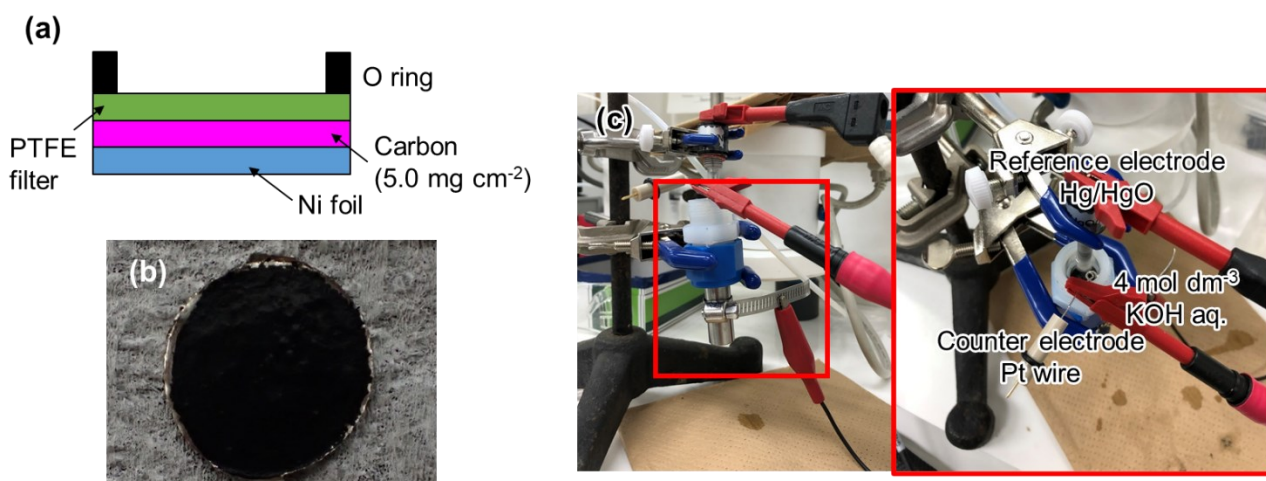 (a)
O ring
PTFE
filter
Carbon
(5.0 mg cm⁻²)
Ni foil
(b)
(c)
Reference electrode
Hg/HgO
4 mol dm⁻³
KOH aq.
Counter electrode
Pt wire